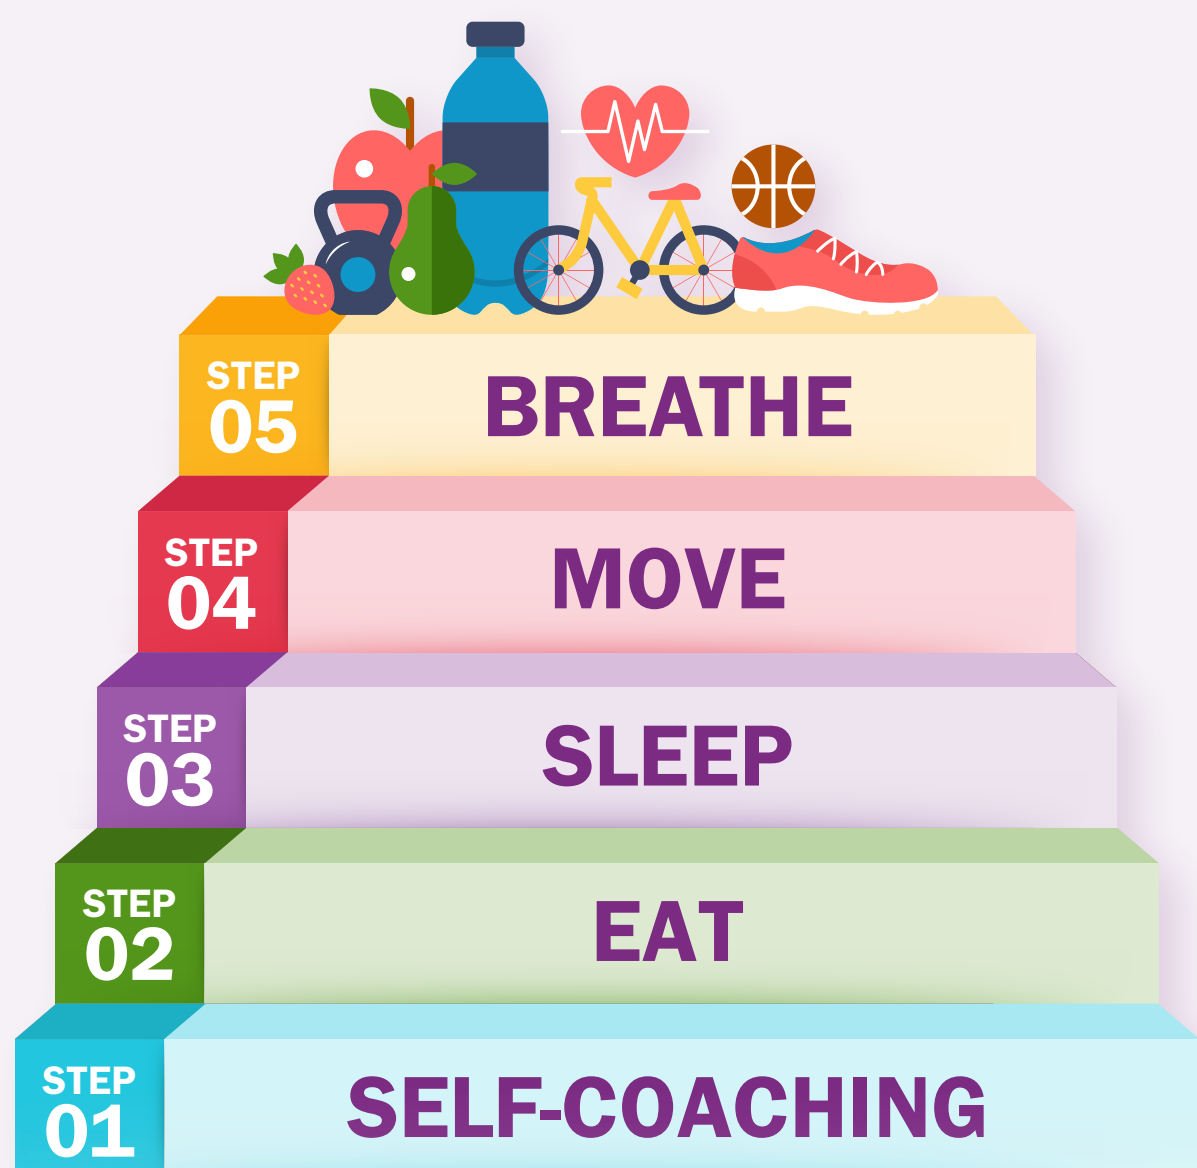 STEP
05
BREATHE
STEP
04
MOVE
STEP
03
SLEEP
STEP
02
EAT
STEP
01
SELF-COACHING